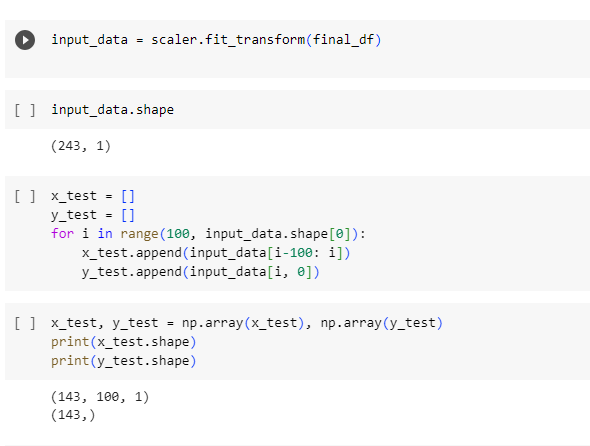 input_data = scaler.fit_transform(final_df)
[ ] input_data.shape
(243, 1)
[ ] x_test = []
y_test = []
for i in range(100, input_data.shape[0]):
    x_test.append(input_data[i-100: i])
    y_test.append(input_data[i, 0])
[ ] x_test, y_test = np.array(x_test), np.array(y_test)
print(x_test.shape)
print(y_test.shape)
(143, 100, 1)
(143,)